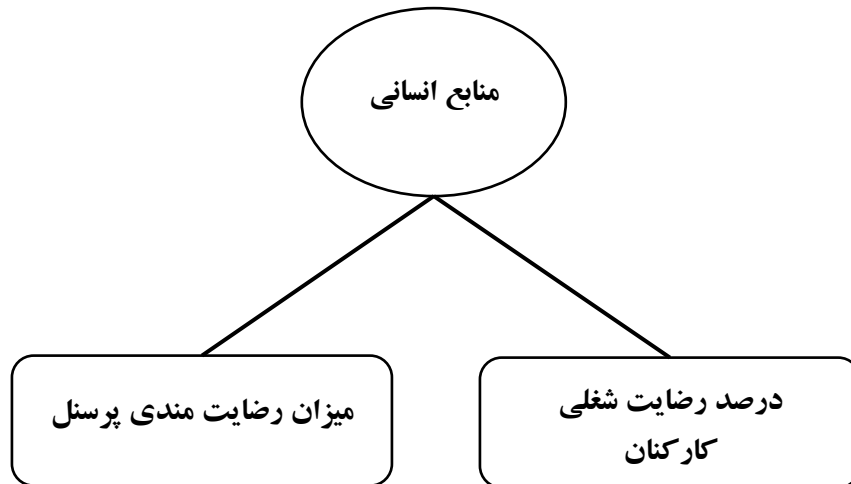 منابع انسانی
درصد رضایت شغلی
کارکنان
میزان رضایت مندی پرسنل